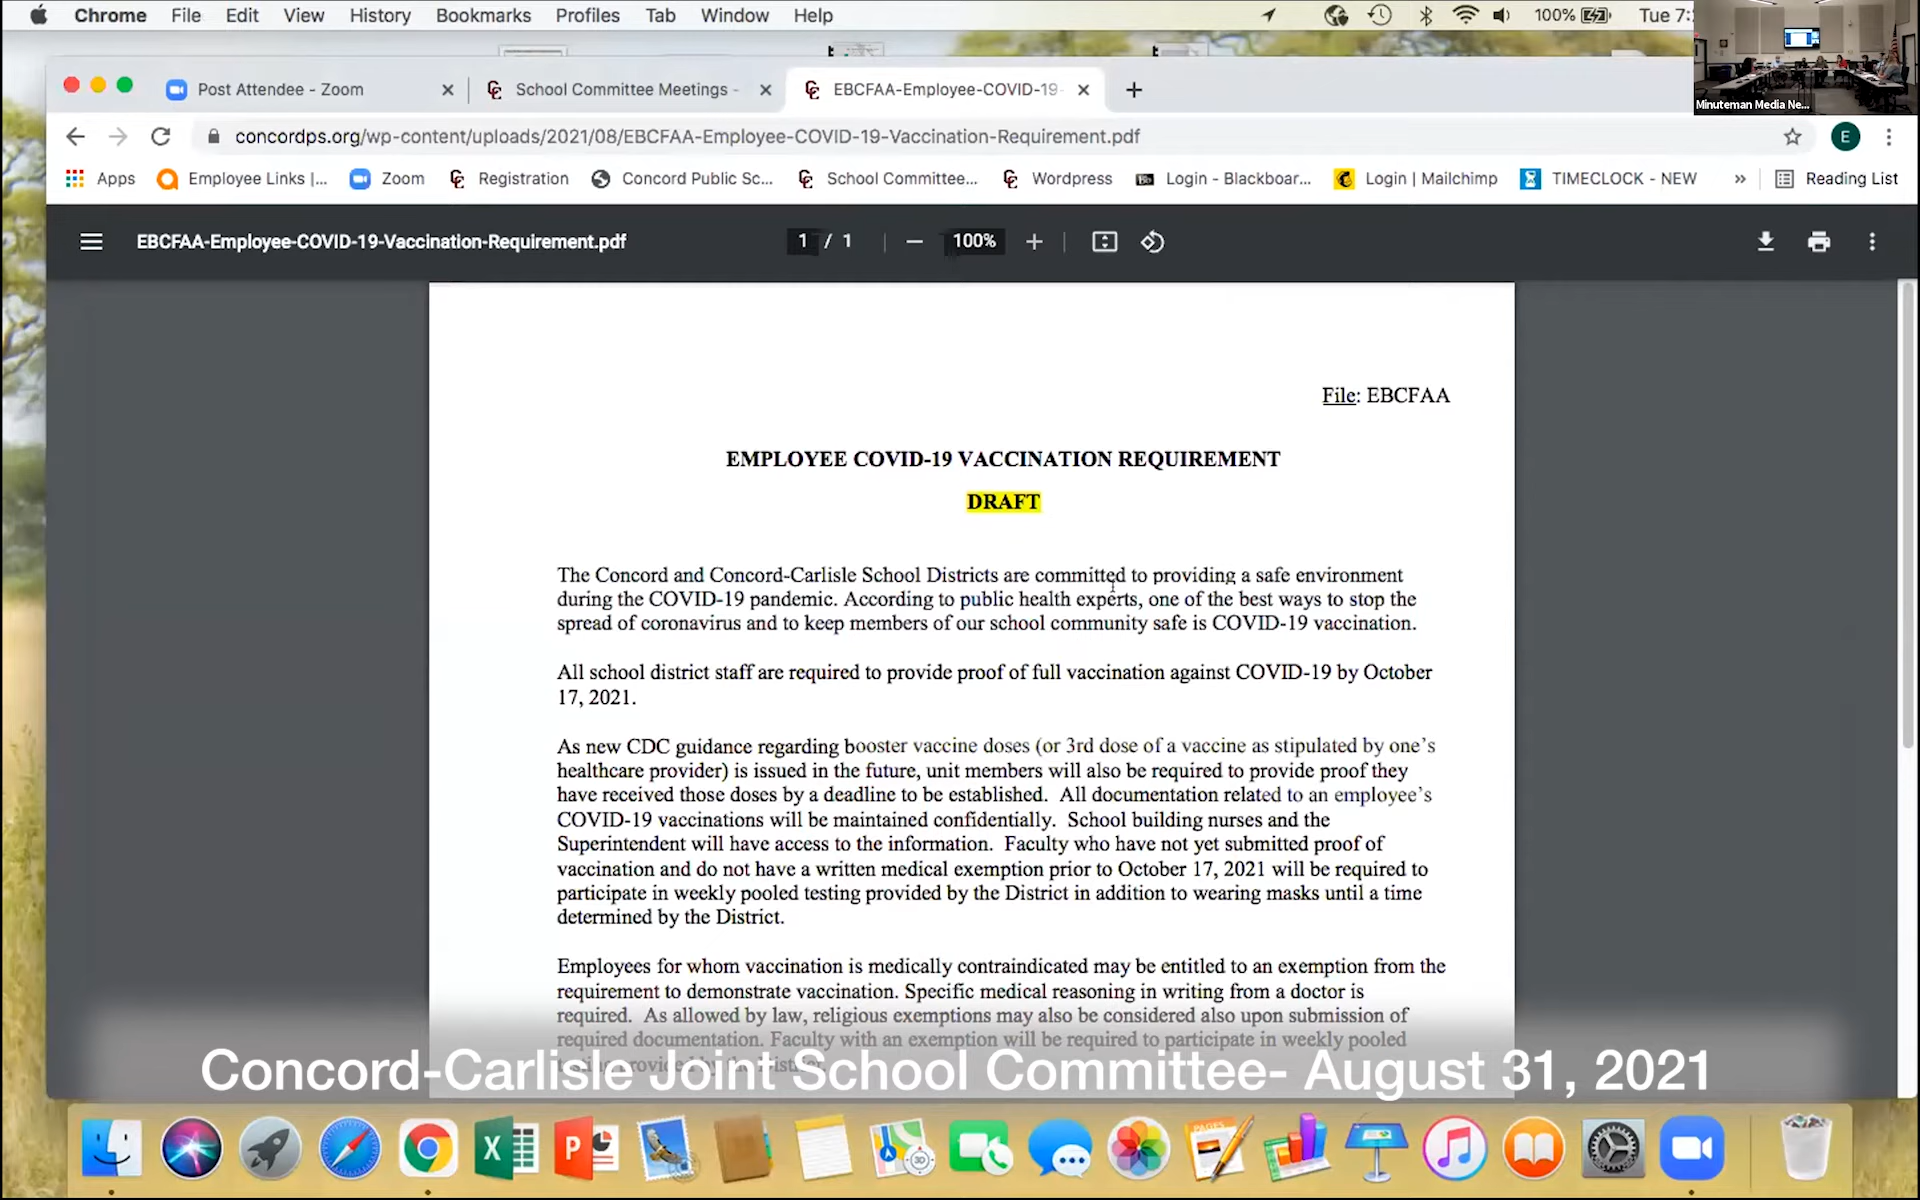 Chrome File Edit View History Bookmarks Profiles Tab Window Help 100% Tue 7:
Minuteman Media Ne...
Post Attendee - Zoom
School Committee Meetings -
EBCFAA-Employee-COVID-19-
concordps.org/wp-content/uploads/2021/08/EBCFAA-Employee-COVID-19-Vaccination-Requirement.pdf
E
Apps Employee Links |... Zoom Registration Concord Public Sc... School Committee... Wordpress Login - Blackboar... Login | Mailchimp TIMECLOCK - NEW » Reading List
EBCFAA-Employee-COVID-19-Vaccination-Requirement.pdf 1 / 1 — 100% +
File: EBCFAA
EMPLOYEE COVID-19 VACCINATION REQUIREMENT
DRAFT
The Concord and Concord-Carlisle School Districts are committed to providing a safe environment
during the COVID-19 pandemic. According to public health experts, one of the best ways to stop the
spread of coronavirus and to keep members of our school community safe is COVID-19 vaccination.
All school district staff are required to provide proof of full vaccination against COVID-19 by October
17, 2021.
As new CDC guidance regarding booster vaccine doses (or 3rd dose of a vaccine as stipulated by one's
healthcare provider) is issued in the future, unit members will also be required to provide proof they
have received those doses by a deadline to be established. All documentation related to an employee's
COVID-19 vaccinations will be maintained confidentially. School building nurses and the
Superintendent will have access to the information. Faculty who have not yet submitted proof of
vaccination and do not have a written medical exemption prior to October 17, 2021 will be required to
participate in weekly pooled testing provided by the District in addition to wearing masks until a time
determined by the District.
Employees for whom vaccination is medically contraindicated may be entitled to an exemption from the
requirement to demonstrate vaccination. Specific medical reasoning in writing from a doctor is
required. As allowed by law, religious exemptions may also be considered also upon submission of
required documentation. Faculty with an exemption will be required to participate in weekly pooled
Concord-Carlisle Joint School Committee- August 31, 2021